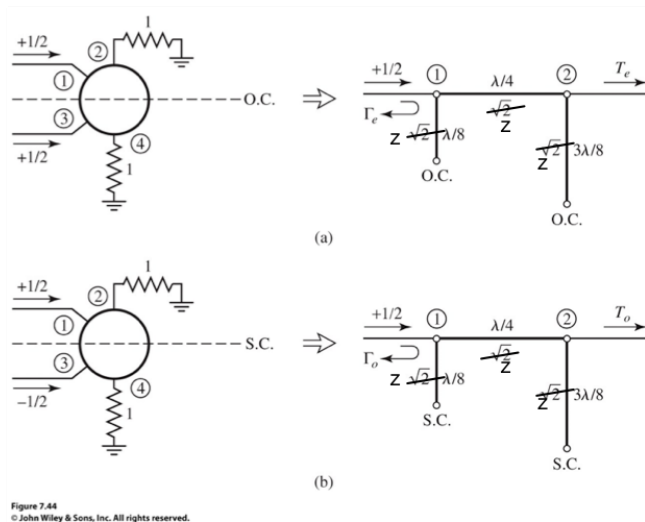 +1/2
②
1
①
③
+1/2
④
1
O.C.
+1/2
①
λ/4
②
Tₑ
Γₑ
√2
Z
Z √2 λ/8
√2 3λ/8
Z
O.C.
O.C.
(a)
+1/2
②
1
①
③
−1/2
④
1
S.C.
+1/2
①
λ/4
②
Tₒ
Γₒ
√2
Z
Z √2 λ/8
√2 3λ/8
Z
S.C.
S.C.
(b)
Figure 7.44
© John Wiley & Sons, Inc. All rights reserved.